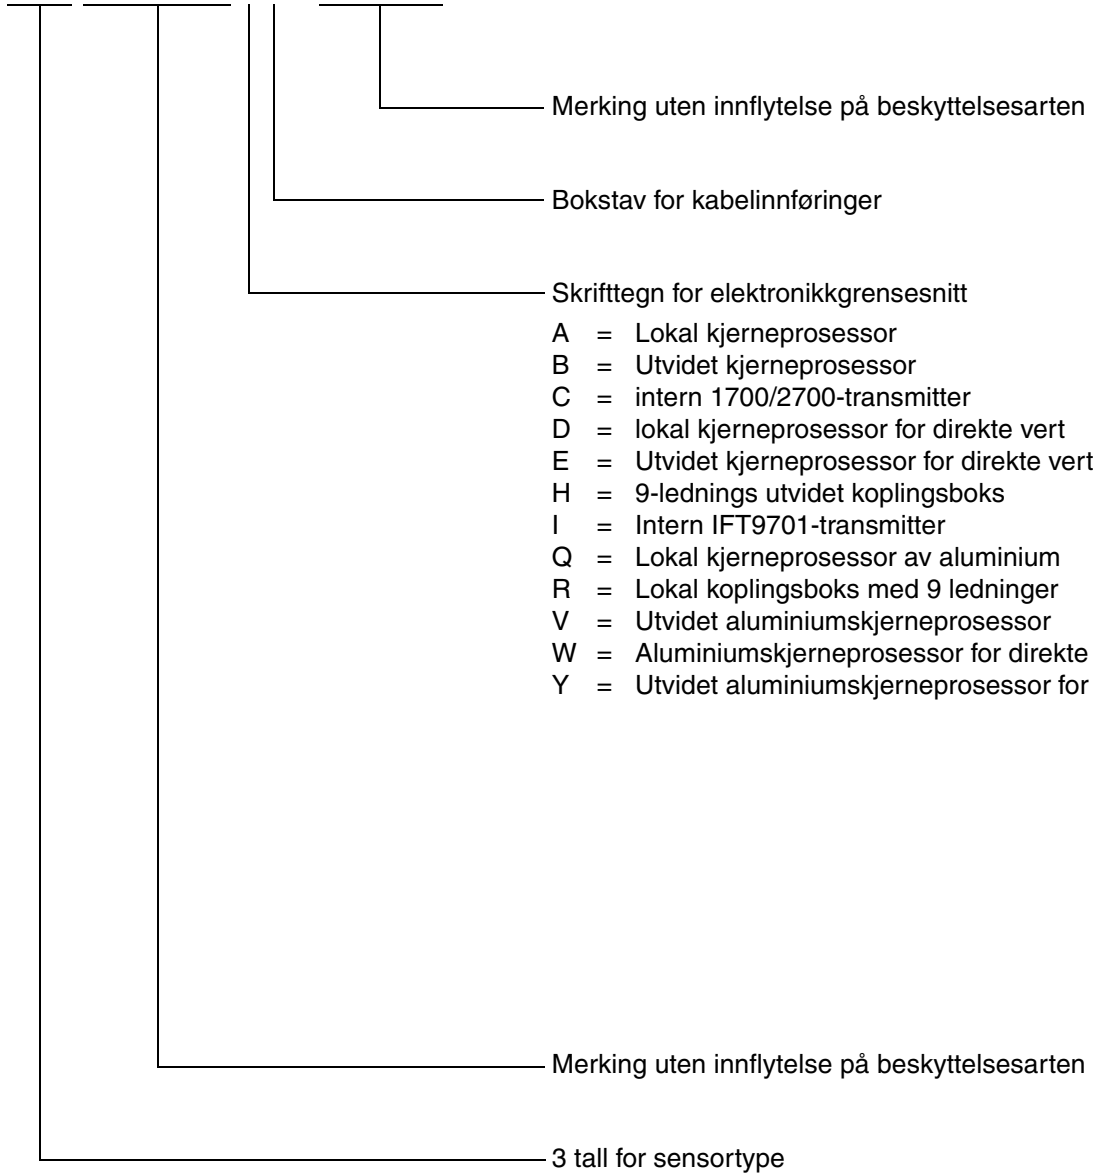 Merking uten innflytelse på beskyttelsesarten
Bokstav for kabelinnføringer
Skrifttegn for elektronikkgrensesnitt
A = Lokal kjerneprosessor
B = Utvidet kjerneprosessor
C = intern 1700/2700-transmitter
D = lokal kjerneprosessor for direkte vert
E = Utvidet kjerneprosessor for direkte vert
H = 9-lednings utvidet koplingsboks
I = Intern IFT9701-transmitter
Q = Lokal kjerneprosessor av aluminium
R = Lokal koplingsboks med 9 ledninger
V = Utvidet aluminiumskjerneprosessor
W = Aluminiumskjerneprosessor for direkte
Y = Utvidet aluminiumskjerneprosessor for
Merking uten innflytelse på beskyttelsesarten
3 tall for sensortype